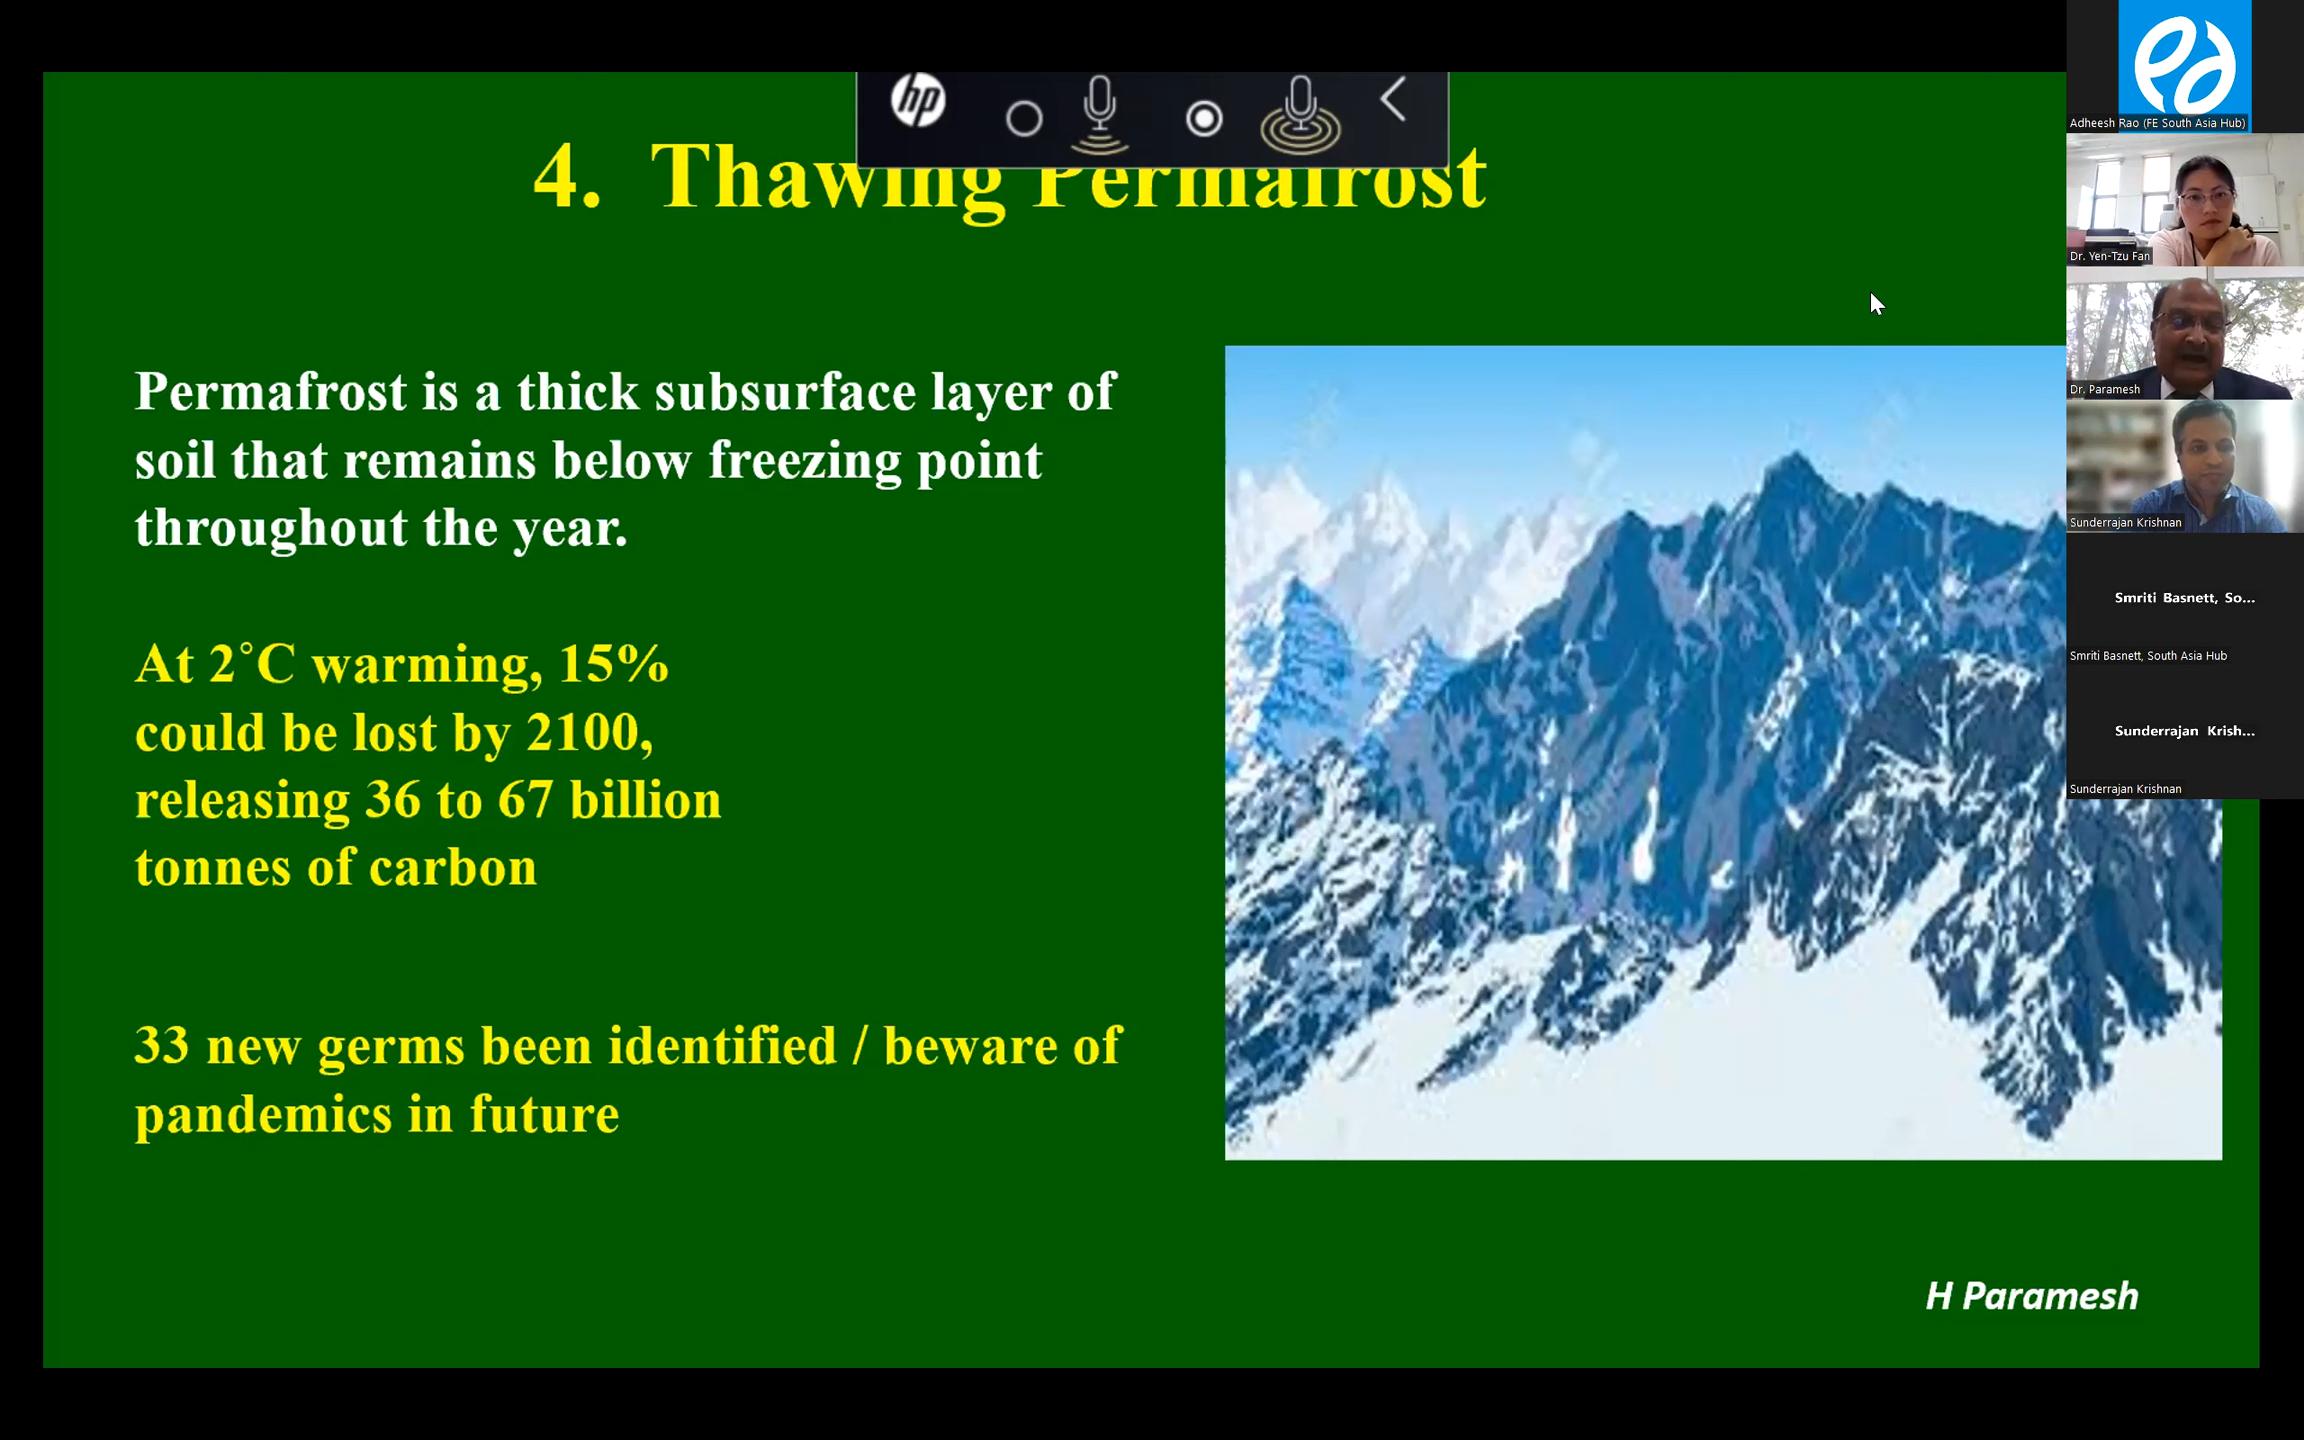 hp
4. Thawing Permafrost
Permafrost is a thick subsurface layer of
soil that remains below freezing point
throughout the year.
At 2°C warming, 15%
could be lost by 2100,
releasing 36 to 67 billion
tonnes of carbon
33 new germs been identified / beware of
pandemics in future
H Paramesh
Adheesh Rao (FE South Asia Hub)
Dr. Yen-Tzu Fan
Dr. Paramesh
Sunderrajan Krishnan
Smriti Basnett, So...
Smriti Basnett, South Asia Hub
Sunderrajan Krish...
Sunderrajan Krishnan